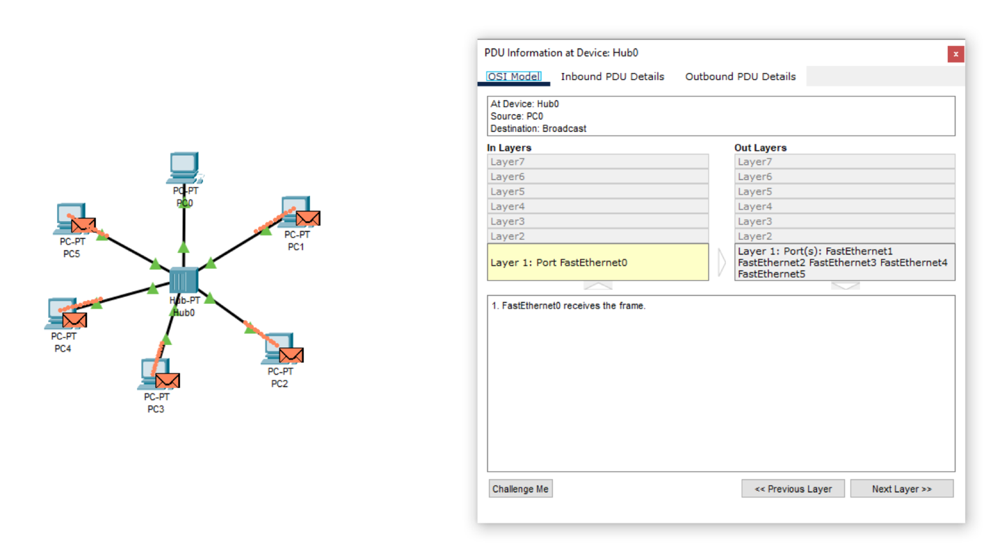 PC-PT
PC0
PC-PT
PC1
PC-PT
PC5
Hub-PT
Hub0
PC-PT
PC4
PC-PT
PC2
PC-PT
PC3
PDU Information at Device: Hub0
x
OSI Model Inbound PDU Details Outbound PDU Details
At Device: Hub0
Source: PC0
Destination: Broadcast
In Layers
Layer7
Layer6
Layer5
Layer4
Layer3
Layer2
Layer 1: Port FastEthernet0
Out Layers
Layer7
Layer6
Layer5
Layer4
Layer3
Layer2
Layer 1: Port(s): FastEthernet1
FastEthernet2 FastEthernet3 FastEthernet4
FastEthernet5
1. FastEthernet0 receives the frame.
Challenge Me
<< Previous Layer
Next Layer >>